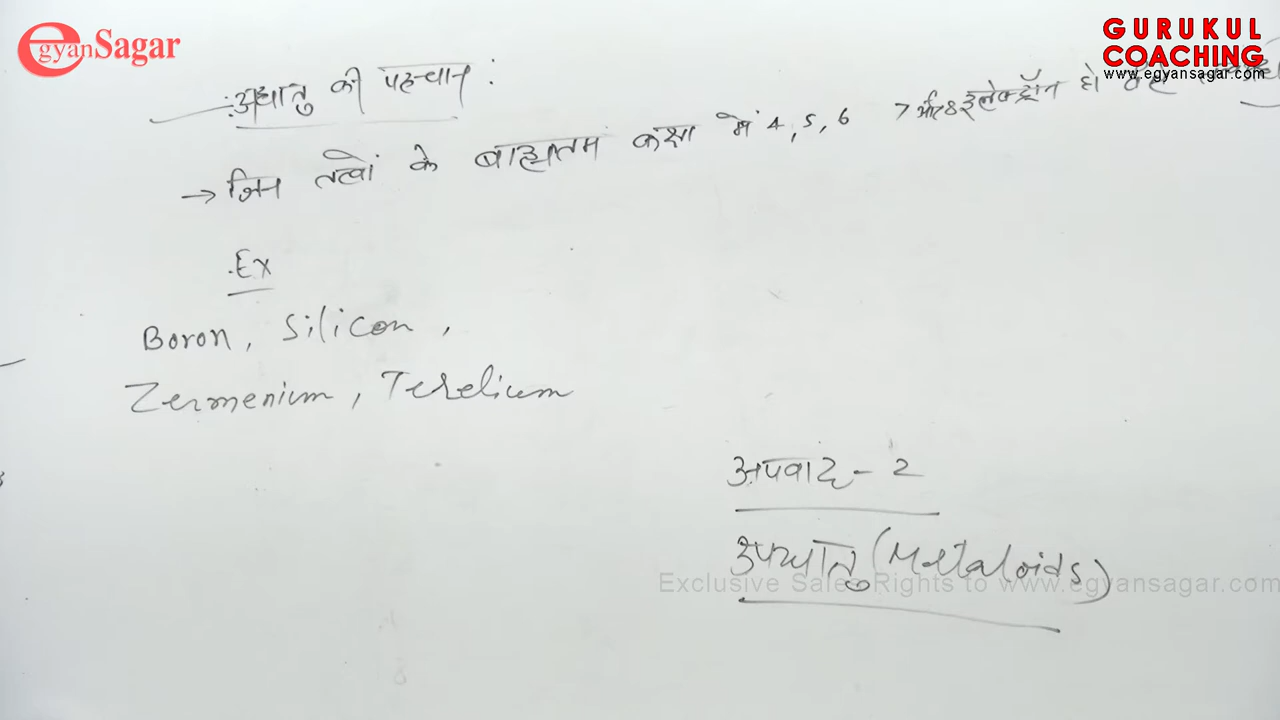 egyanSagar
GURUKUL
COACHING
www.egyansagar.com
अधातु की पहचान :
→ जिन तत्वों के बाह्यतम कक्षा में 4, 5, 6 7 और 8 इलेक्ट्रॉन हो
Ex
Boron, Silicon,
Zermenium, Terelium
अपवाद - 2
उपधातु (Metaloids)
Exclusive Sale Rights to www.egyansagar.com